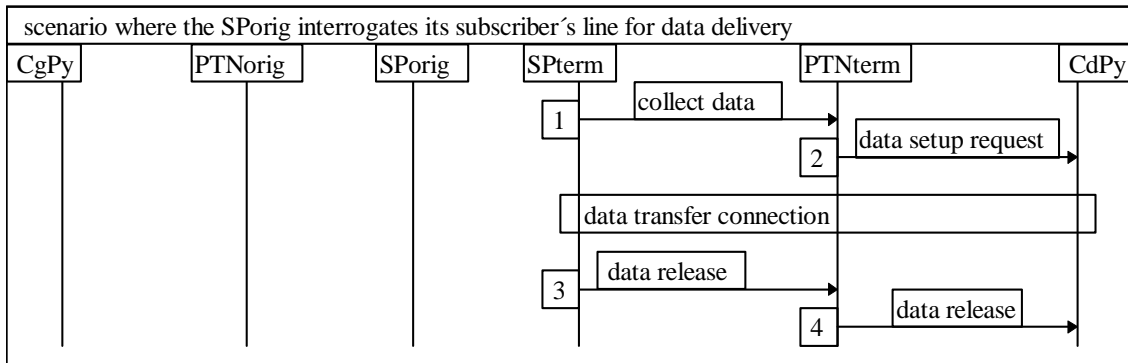 scenario where the SPorig interrogates its subscriber´s line for data delivery
CgPy PTNorig SPorig SPterm PTNterm CdPy
1 collect data
2 data setup request
data transfer connection
3 data release
4 data release